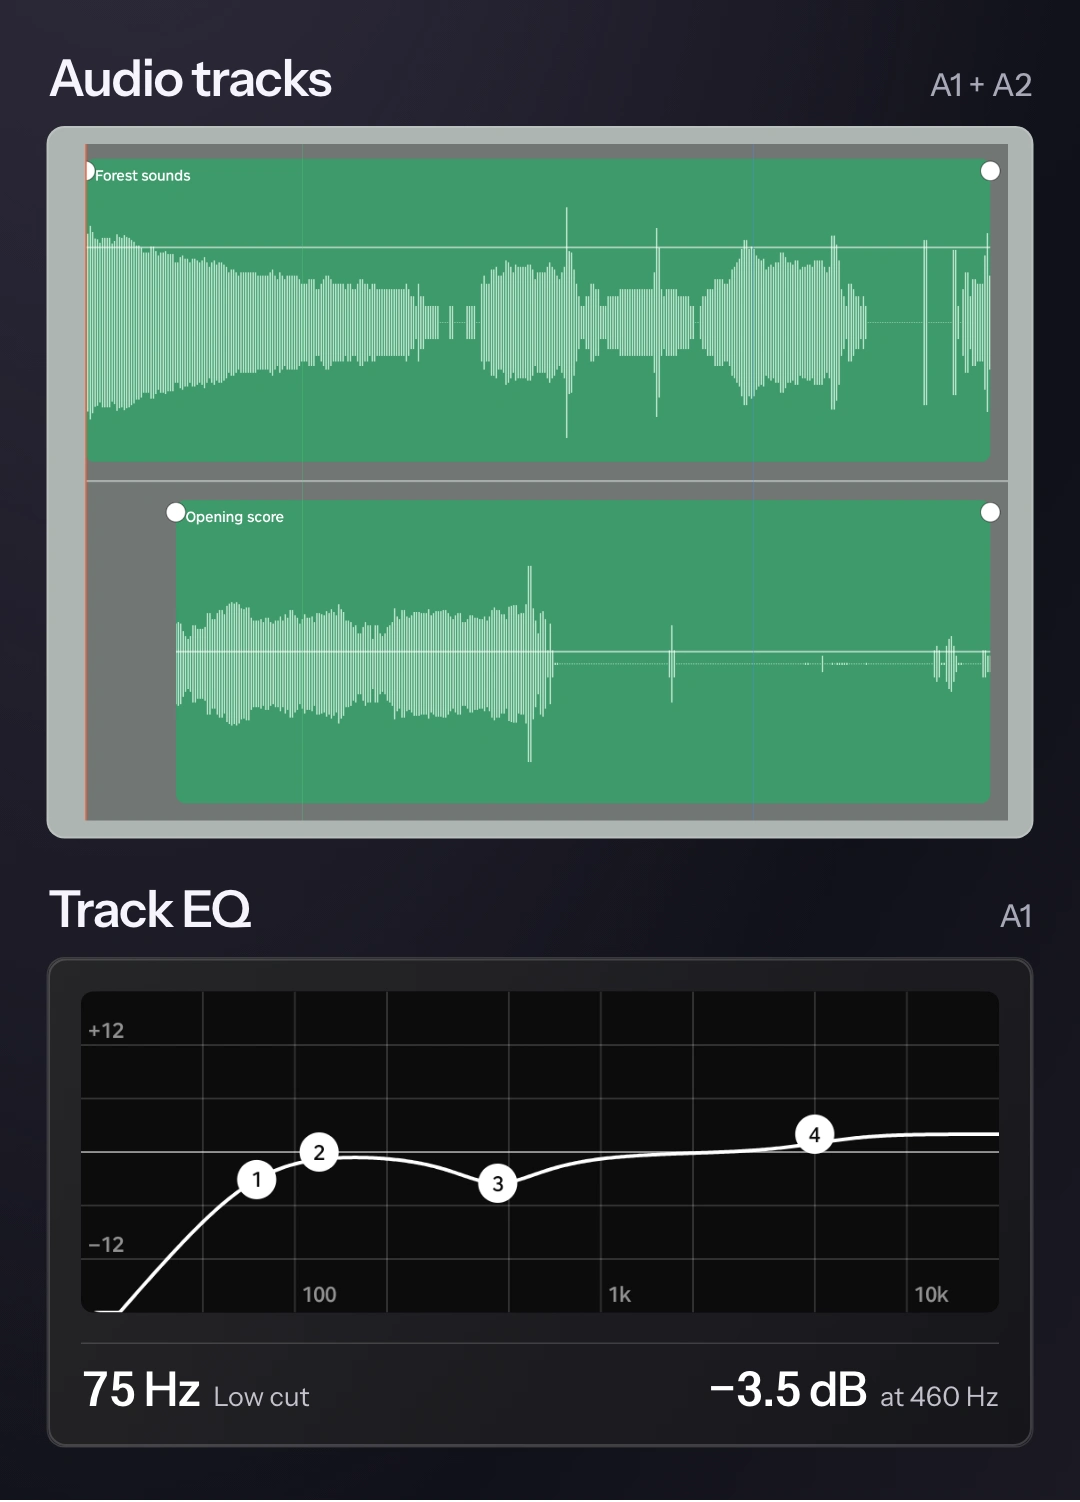 Audio tracks
A1 + A2
Forest sounds
Opening score
Track EQ
A1
+12
2
4
1
3
−12
100
1k
10k
75 Hz Low cut
−3.5 dB at 460 Hz